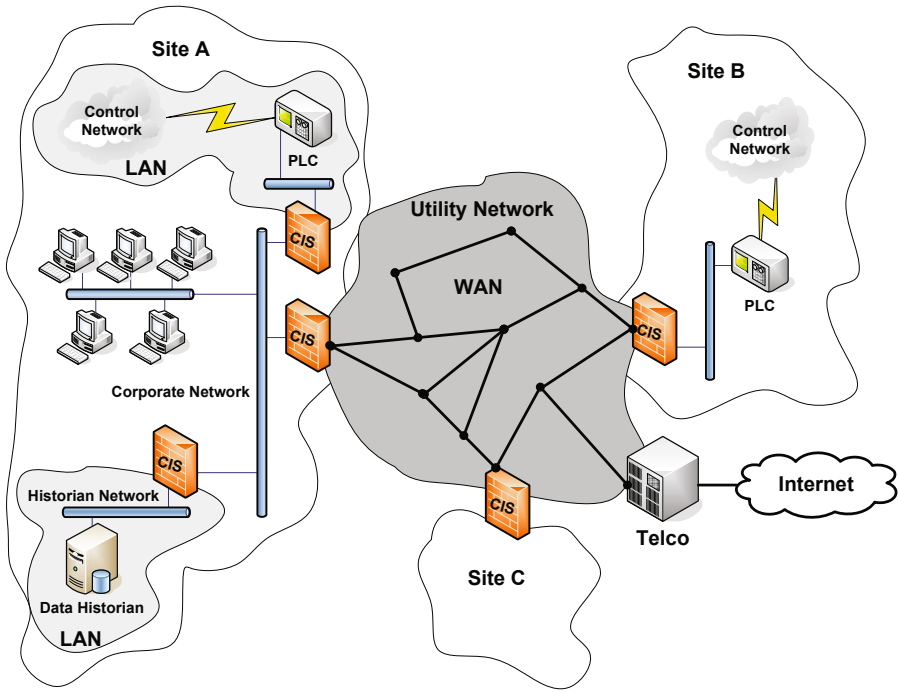 Site A
Control
Network
PLC
LAN
CIS
CIS
Corporate Network
CIS
Historian Network
Data Historian
LAN
Utility Network
WAN
Site B
Control
Network
PLC
CIS
CIS
Site C
Telco
Internet